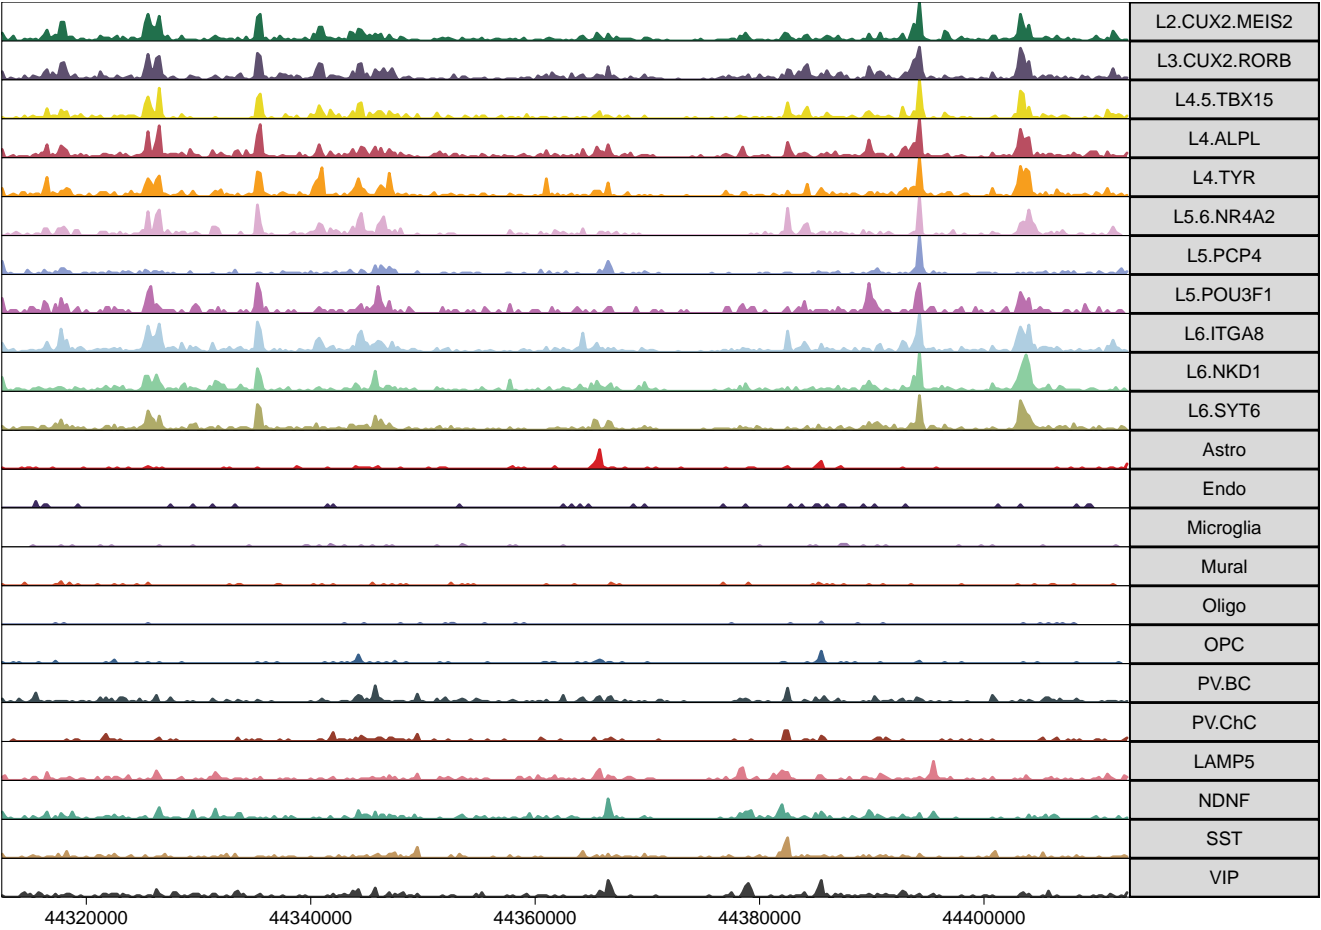 L2.CUX2.MEIS2
L3.CUX2.RORB
L4.5.TBX15
L4.ALPL
L4.TYR
L5.6.NR4A2
L5.PCP4
L5.POU3F1
L6.ITGA8
L6.NKD1
L6.SYT6
Astro
Endo
Microglia
Mural
Oligo
OPC
PV.BC
PV.ChC
LAMP5
NDNF
SST
VIP
44320000 44340000 44360000 44380000 44400000